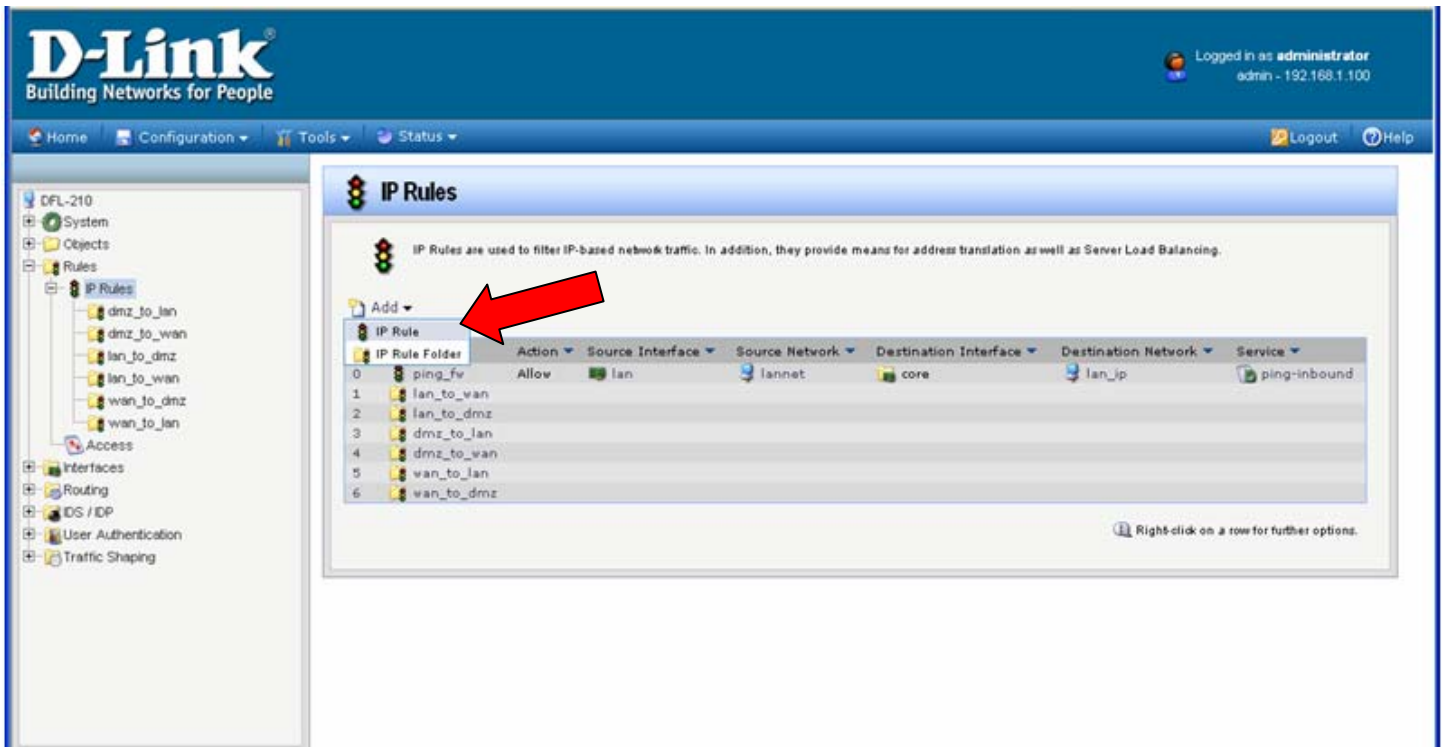 D-Link®
Building Networks for People
Logged in as administrator
admin - 192.168.1.100
Home Configuration Tools Status Logout Help
DFL-210
System
Objects
Rules
IP Rules
dmz_to_lan
dmz_to_wan
lan_to_dmz
lan_to_wan
wan_to_dmz
wan_to_lan
Access
Interfaces
Routing
IDS / IDP
User Authentication
Traffic Shaping
IP Rules
IP Rules are used to filter IP-based network traffic. In addition, they provide means for address translation as well as Server Load Balancing.
Add
IP Rule
IP Rule Folder
Action Source Interface Source Network Destination Interface Destination Network Service
0 ping_fw Allow lan lannet core lan_ip ping-inbound
1 lan_to_wan
2 lan_to_dmz
3 dmz_to_lan
4 dmz_to_wan
5 wan_to_lan
6 wan_to_dmz
Right-click on a row for further options.